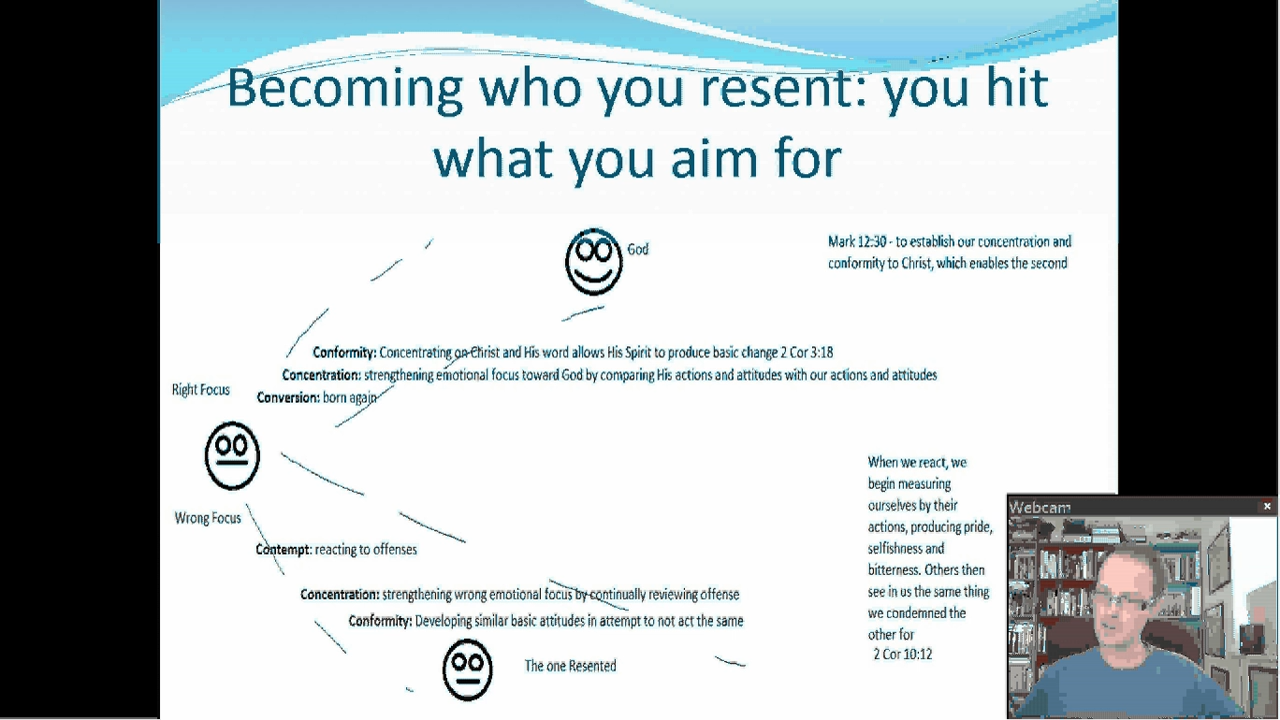 Becoming who you resent: you hit
what you aim for
God
Mark 12:30 - to establish our concentration and
conformity to Christ, which enables the second
Conformity: Concentrating on Christ and His word allows His Spirit to produce basic change 2 Cor 3:18
Concentration: strengthening emotional focus toward God by comparing His actions and attitudes with our actions and attitudes
Right Focus
Conversion: born again
When we react, we
begin measuring
ourselves by their
actions, producing pride,
selfishness and
bitterness. Others then
see in us the same thing
we condemned the
other for
2 Cor 10:12
Wrong Focus
Contempt: reacting to offenses
Concentration: strengthening wrong emotional focus by continually reviewing offense
Conformity: Developing similar basic attitudes in attempt to not act the same
The one Resented
Webcam